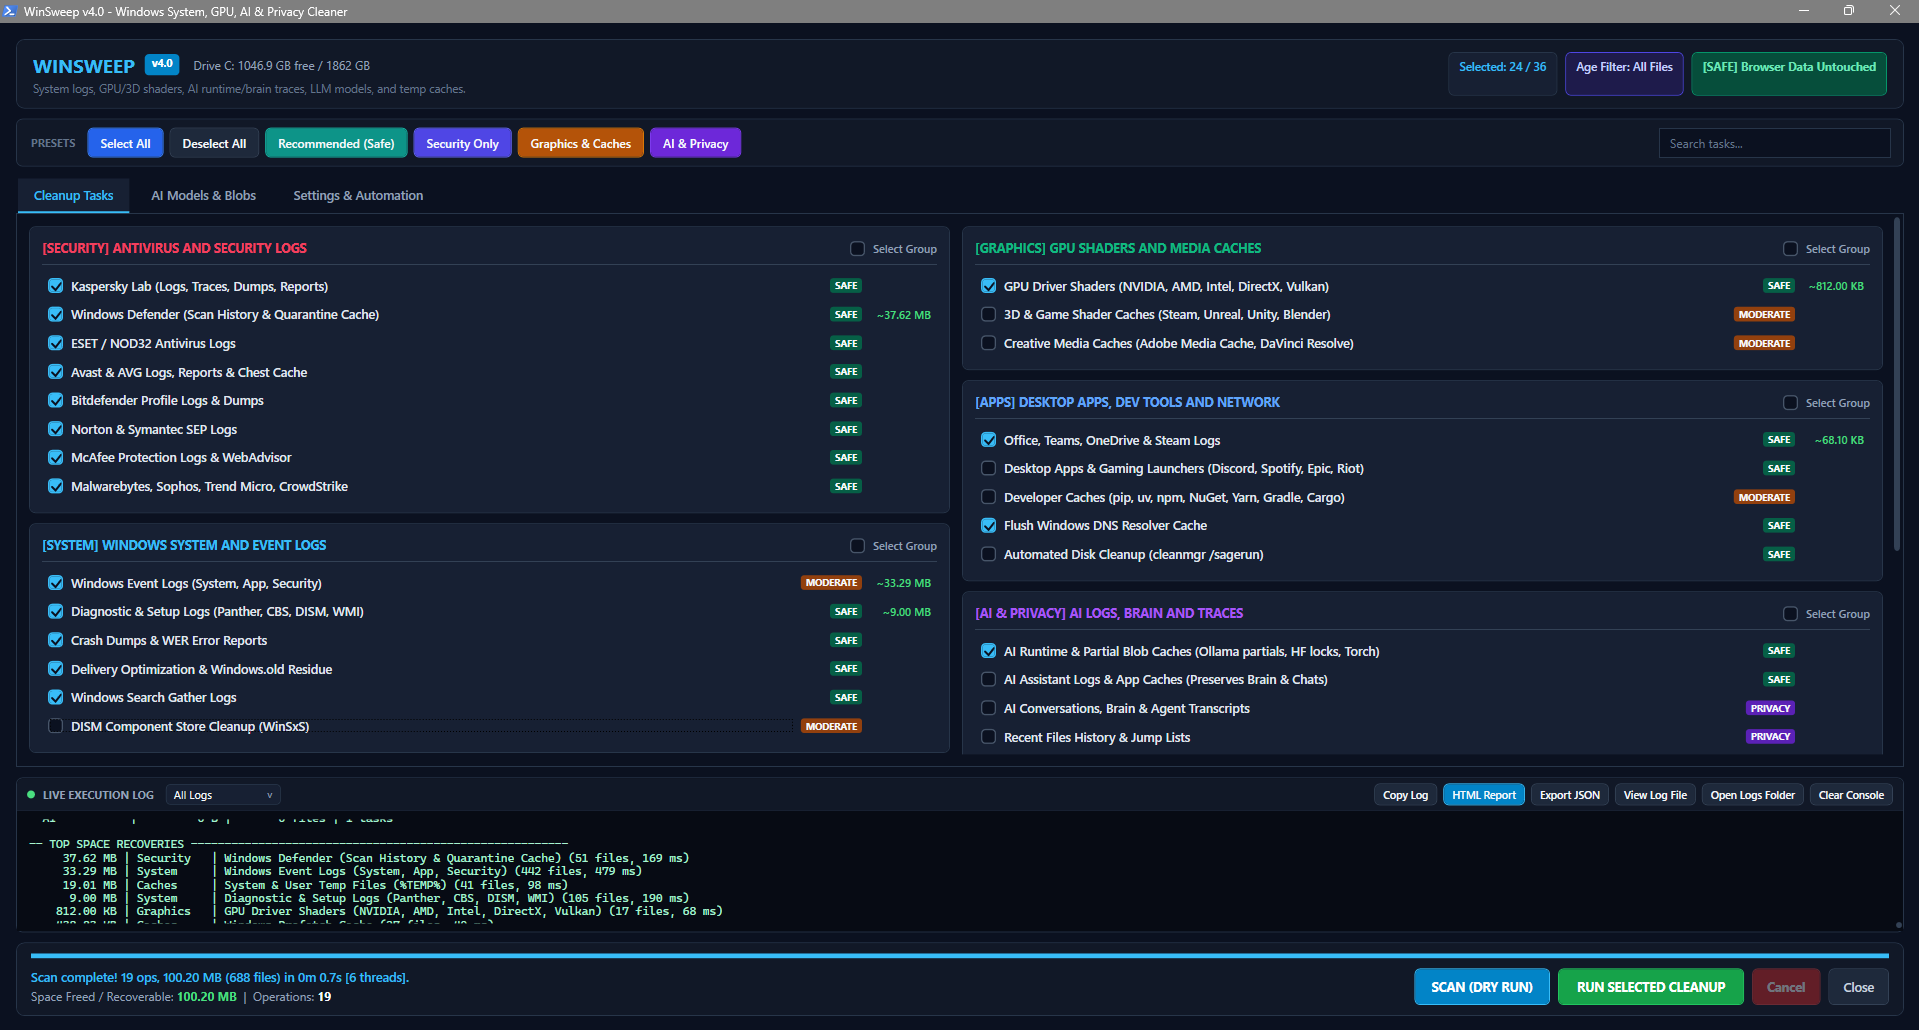 WinSweep v4.0 - Windows System, GPU, AI & Privacy Cleaner
WINSWEEP v4.0 Drive C: 1046.9 GB free / 1862 GB
System logs, GPU/3D shaders, AI runtime/brain traces, LLM models, and temp caches.
Selected: 24 / 36
Age Filter: All Files
[SAFE] Browser Data Untouched
PRESETS Select All Deselect All Recommended (Safe) Security Only Graphics & Caches AI & Privacy
Search tasks...
Cleanup Tasks AI Models & Blobs Settings & Automation
[SECURITY] ANTIVIRUS AND SECURITY LOGS Select Group
Kaspersky Lab (Logs, Traces, Dumps, Reports) SAFE
Windows Defender (Scan History & Quarantine Cache) SAFE ~37.62 MB
ESET / NOD32 Antivirus Logs SAFE
Avast & AVG Logs, Reports & Chest Cache SAFE
Bitdefender Profile Logs & Dumps SAFE
Norton & Symantec SEP Logs SAFE
McAfee Protection Logs & WebAdvisor SAFE
Malwarebytes, Sophos, Trend Micro, CrowdStrike SAFE
[SYSTEM] WINDOWS SYSTEM AND EVENT LOGS Select Group
Windows Event Logs (System, App, Security) MODERATE ~33.29 MB
Diagnostic & Setup Logs (Panther, CBS, DISM, WMI) SAFE ~9.00 MB
Crash Dumps & WER Error Reports SAFE
Delivery Optimization & Windows.old Residue SAFE
Windows Search Gather Logs SAFE
DISM Component Store Cleanup (WinSxS) MODERATE
[GRAPHICS] GPU SHADERS AND MEDIA CACHES Select Group
GPU Driver Shaders (NVIDIA, AMD, Intel, DirectX, Vulkan) SAFE ~812.00 KB
3D & Game Shader Caches (Steam, Unreal, Unity, Blender) MODERATE
Creative Media Caches (Adobe Media Cache, DaVinci Resolve) MODERATE
[APPS] DESKTOP APPS, DEV TOOLS AND NETWORK Select Group
Office, Teams, OneDrive & Steam Logs SAFE ~68.10 KB
Desktop Apps & Gaming Launchers (Discord, Spotify, Epic, Riot) SAFE
Developer Caches (pip, uv, npm, NuGet, Yarn, Gradle, Cargo) MODERATE
Flush Windows DNS Resolver Cache SAFE
Automated Disk Cleanup (cleanmgr /sagerun) SAFE
[AI & PRIVACY] AI LOGS, BRAIN AND TRACES Select Group
AI Runtime & Partial Blob Caches (Ollama partials, HF locks, Torch) SAFE
AI Assistant Logs & App Caches (Preserves Brain & Chats) SAFE
AI Conversations, Brain & Agent Transcripts PRIVACY
Recent Files History & Jump Lists PRIVACY
LIVE EXECUTION LOG All Logs
Copy Log HTML Report Export JSON View Log File Open Logs Folder Clear Console
── TOP SPACE RECOVERIES ──────────────────────────────
37.62 MB | Security | Windows Defender (Scan History & Quarantine Cache) (51 files, 169 ms)
33.29 MB | System | Windows Event Logs (System, App, Security) (442 files, 479 ms)
19.01 MB | Caches | System & User Temp Files (%TEMP%) (41 files, 98 ms)
9.00 MB | System | Diagnostic & Setup Logs (Panther, CBS, DISM, WMI) (105 files, 190 ms)
812.00 KB | Graphics | GPU Driver Shaders (NVIDIA, AMD, Intel, DirectX, Vulkan) (17 files, 68 ms)
Scan complete! 19 ops, 100.20 MB (688 files) in 0m 0.7s [6 threads].
Space Freed / Recoverable: 100.20 MB | Operations: 19
SCAN (DRY RUN) RUN SELECTED CLEANUP Cancel Close